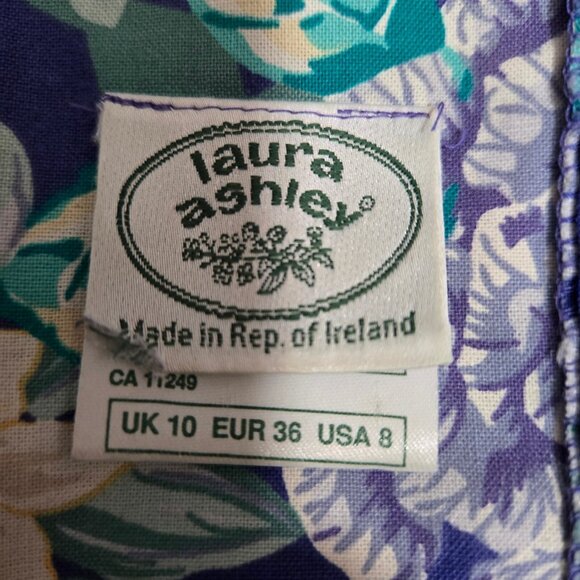 laura
ashley®
Made in Rep. of Ireland
CA 11249
UK 10 EUR 36 USA 8